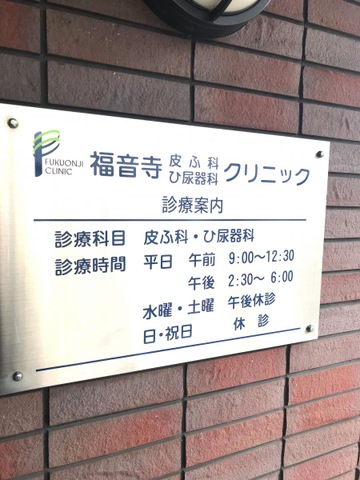 FUKUONJI
CLINIC
福音寺 皮ふ科 ひ尿器科 クリニック
診療案内
診療科目 皮ふ科・ひ尿器科
診療時間 平日 午前 9:00〜12:30
午後 2:30〜 6:00
水曜・土曜 午後休診
日・祝日 休診